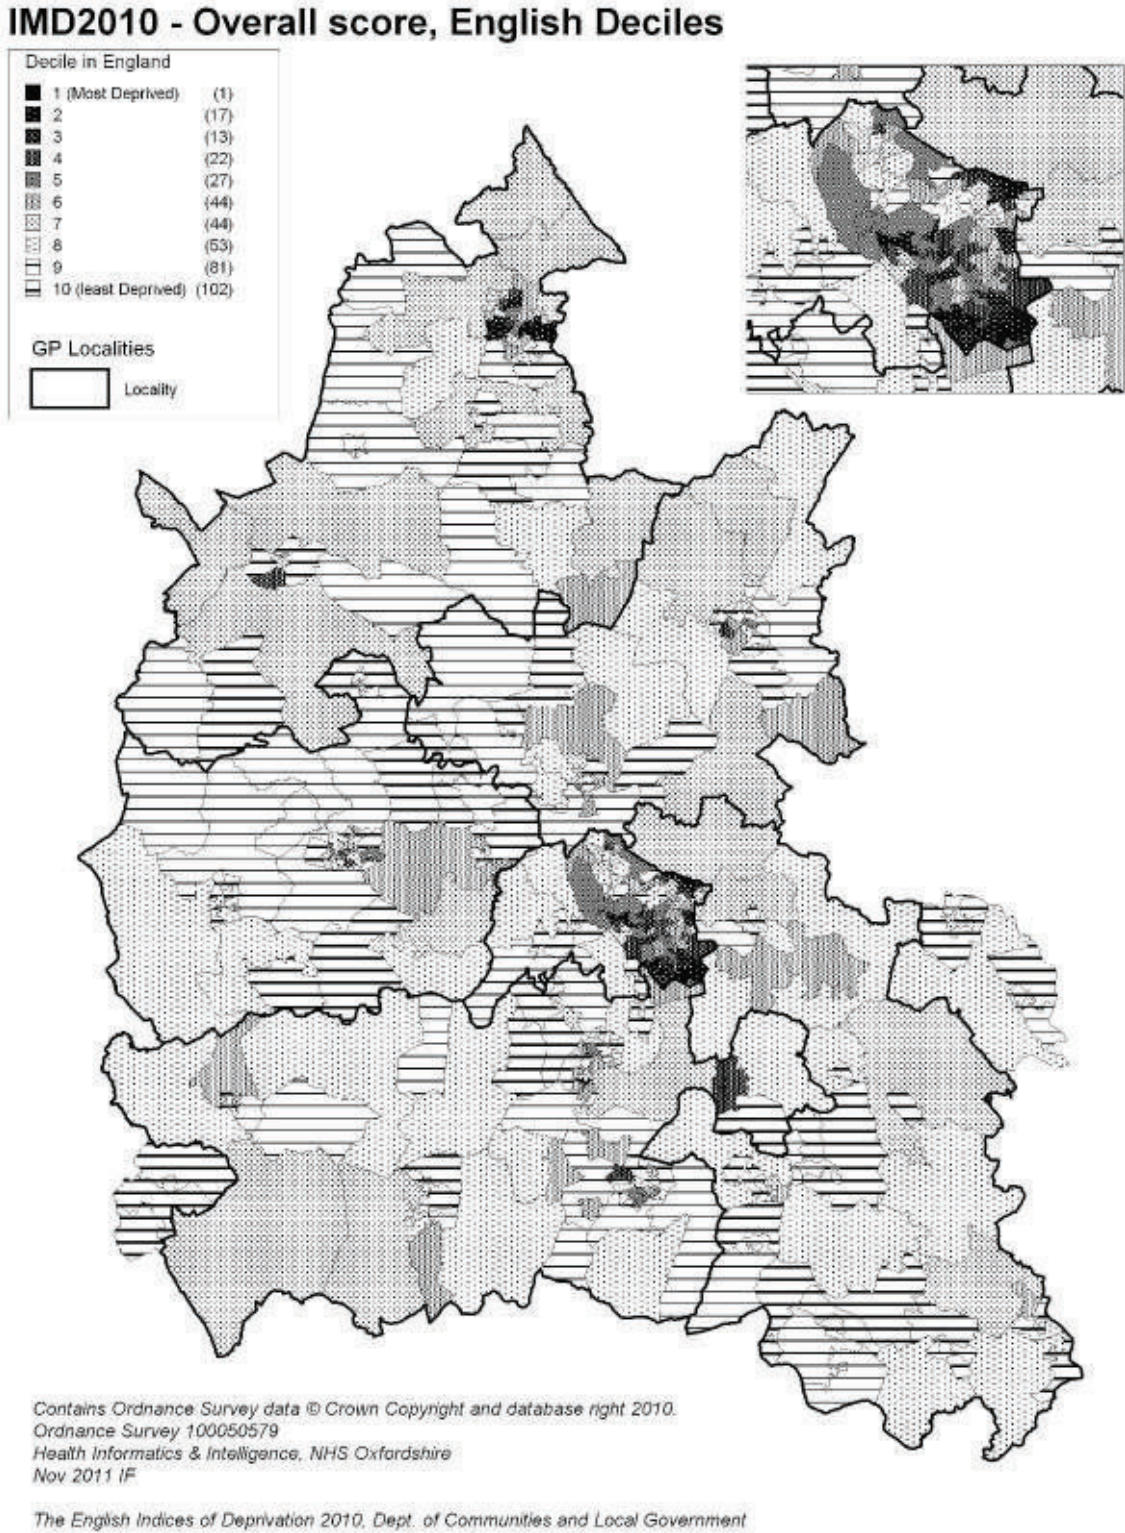 IMD2010 - Overall score, English Deciles
Decile in England
1 (Most Deprived) (1)
2 (17)
3 (13)
4 (22)
5 (27)
6 (44)
7 (44)
8 (53)
9 (81)
10 (least Deprived) (102)
GP Localities
Locality
Contains Ordnance Survey data © Crown Copyright and database right 2010.
Ordnance Survey 100050579
Health Informatics & Intelligence, NHS Oxfordshire
Nov 2011 IF
The English Indices of Deprivation 2010, Dept. of Communities and Local Government